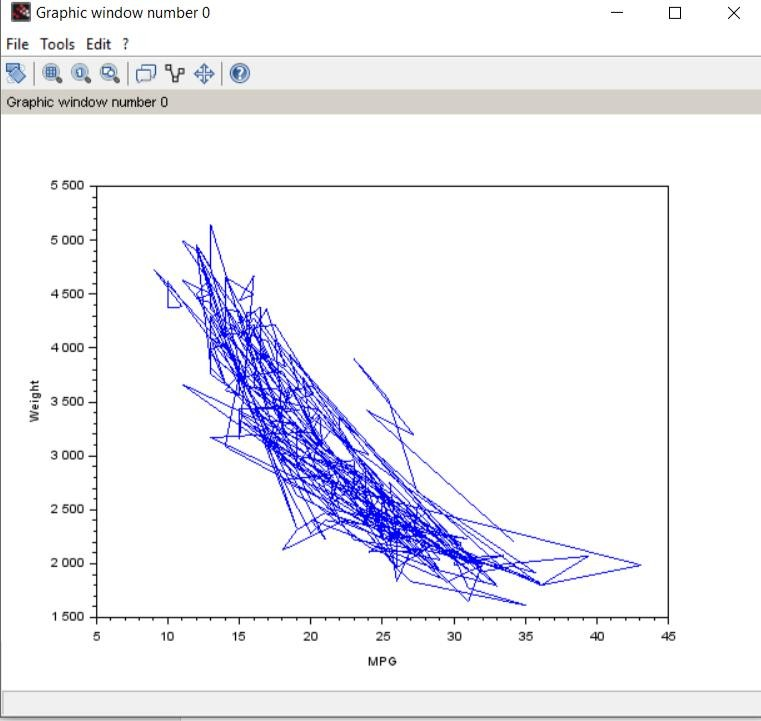 Graphic window number 0
File Tools Edit ?
Graphic window number 0
5 500
5 000
4 500
4 000
3 500
3 000
2 500
2 000
1 500
Weight
5 10 15 20 25 30 35 40 45
MPG